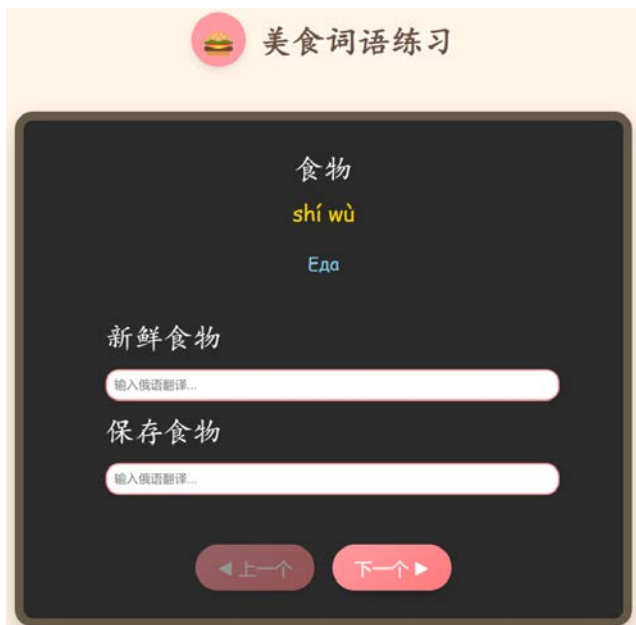 美食词语练习
食物
shí wù
Еда
新鲜食物
输入俄语翻译...
保存食物
输入俄语翻译...
◀ 上一个
下一个 ▶